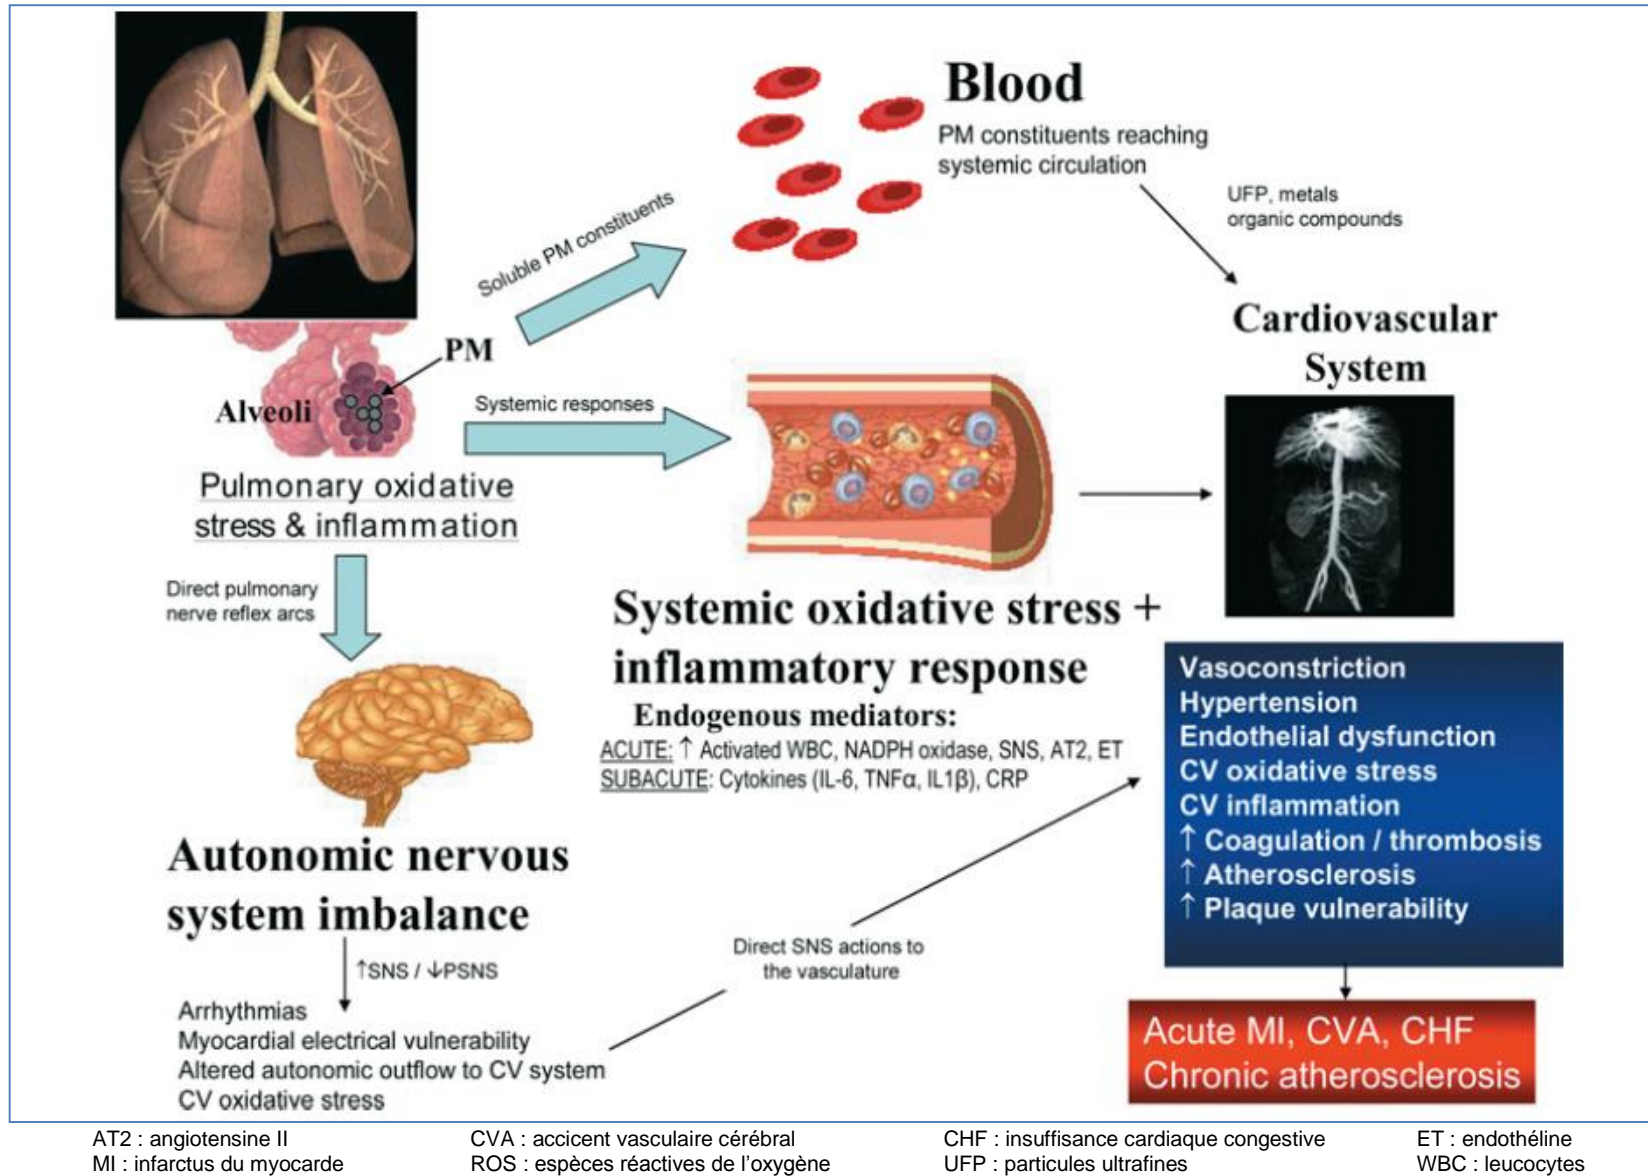 Blood
PM constituents reaching
systemic circulation
UFP, metals
organic compounds
Soluble PM constituents
Cardiovascular
System
PM
Alveoli
Systemic responses
Pulmonary oxidative
stress & inflammation
Direct pulmonary
nerve reflex arcs
Systemic oxidative stress +
inflammatory response
Endogenous mediators:
ACUTE: ↑ Activated WBC, NADPH oxidase, SNS, AT2, ET
SUBACUTE: Cytokines (IL-6, TNFα, IL1β), CRP
Vasoconstriction
Hypertension
Endothelial dysfunction
CV oxidative stress
CV inflammation
↑ Coagulation / thrombosis
↑ Atherosclerosis
↑ Plaque vulnerability
Autonomic nervous
system imbalance
↑SNS / ↓PSNS
Direct SNS actions to
the vasculature
Arrhythmias
Myocardial electrical vulnerability
Altered autonomic outflow to CV system
CV oxidative stress
Acute MI, CVA, CHF
Chronic atherosclerosis
AT2 : angiotensine II CVA : accicent vasculaire cérébral CHF : insuffisance cardiaque congestive ET : endothéline
MI : infarctus du myocarde ROS : espèces réactives de l’oxygène UFP : particules ultrafines WBC : leucocytes